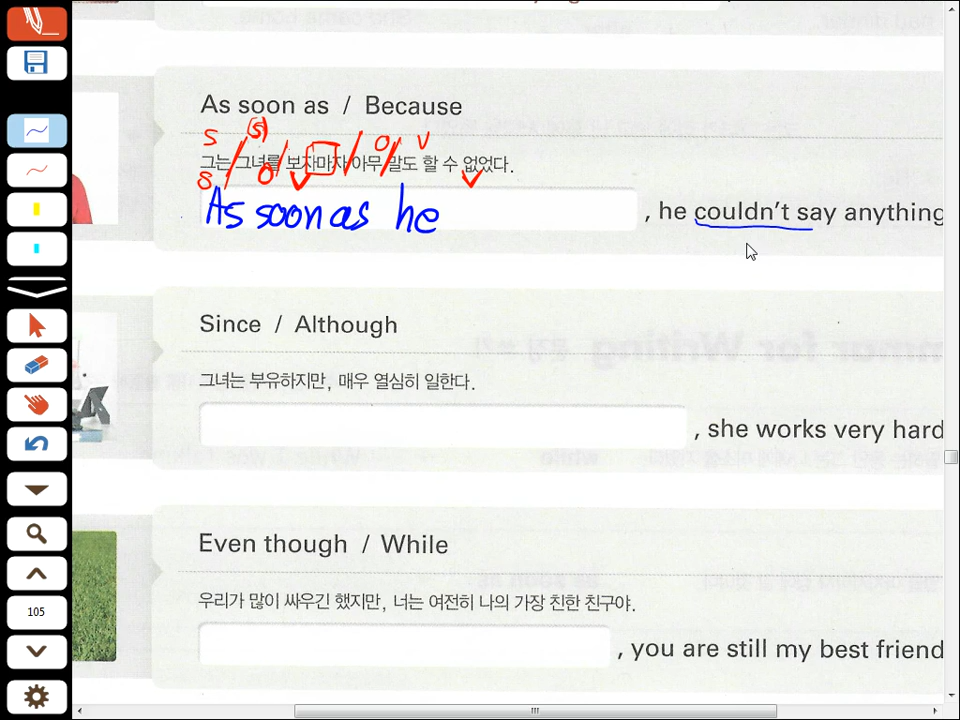 As soon as / Because
S (S) O V
그는 그녀를 보자마자 아무 말도 할 수 없었다.
S O
As soon as he , he couldn't say anything
Since / Although
그녀는 부유하지만, 매우 열심히 일한다.
, she works very hard
Even though / While
우리가 많이 싸우긴 했지만, 너는 여전히 나의 가장 친한 친구야.
, you are still my best friend
105